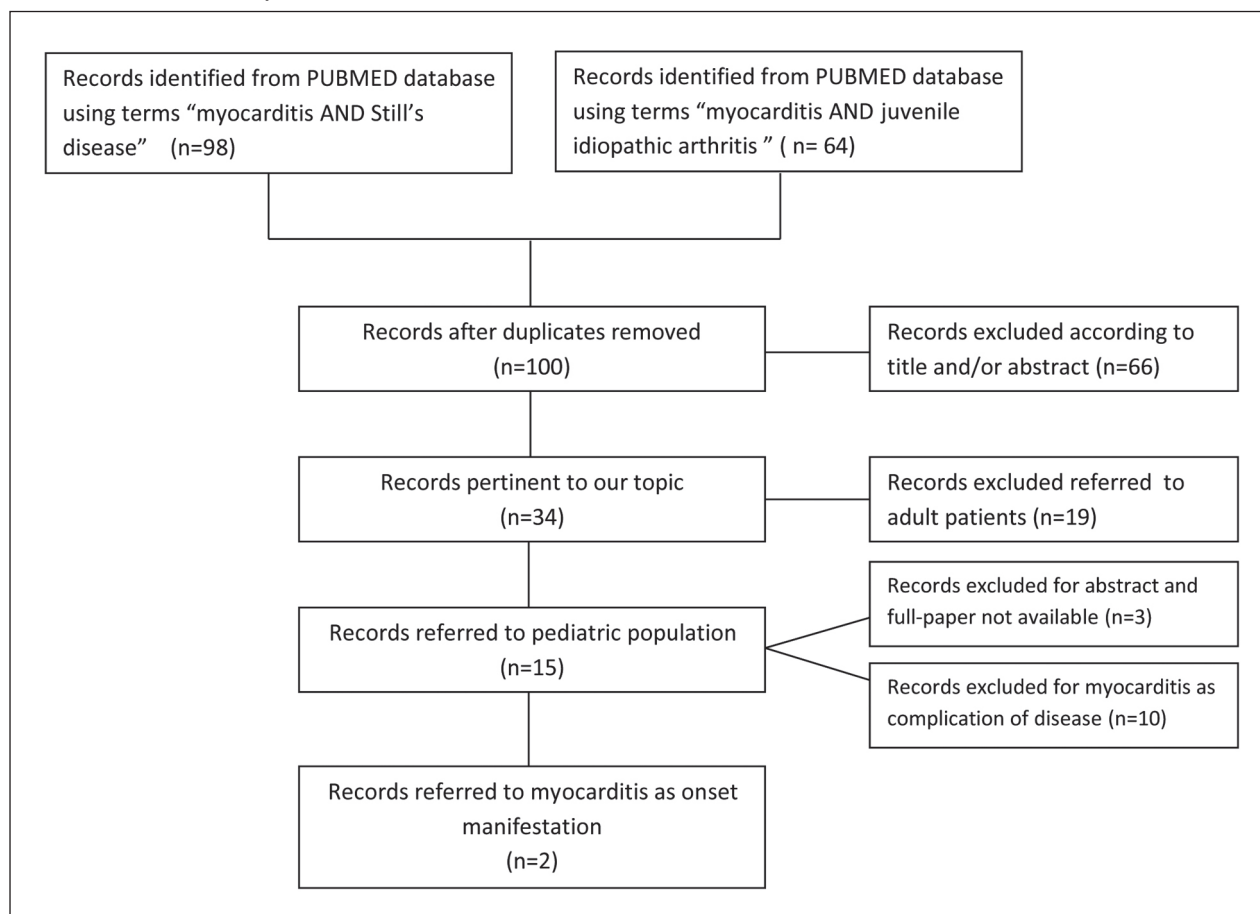 Records identified from PUBMED database
using terms “myocarditis AND Still’s
disease” (n=98)
Records identified from PUBMED database
using terms “myocarditis AND juvenile
idiopathic arthritis ” ( n= 64)
Records after duplicates removed
(n=100)
Records excluded according to
title and/or abstract (n=66)
Records pertinent to our topic
(n=34)
Records excluded referred to
adult patients (n=19)
Records referred to pediatric population
(n=15)
Records excluded for abstract and
full-paper not available (n=3)
Records excluded for myocarditis as
complication of disease (n=10)
Records referred to myocarditis as onset
manifestation
(n=2)